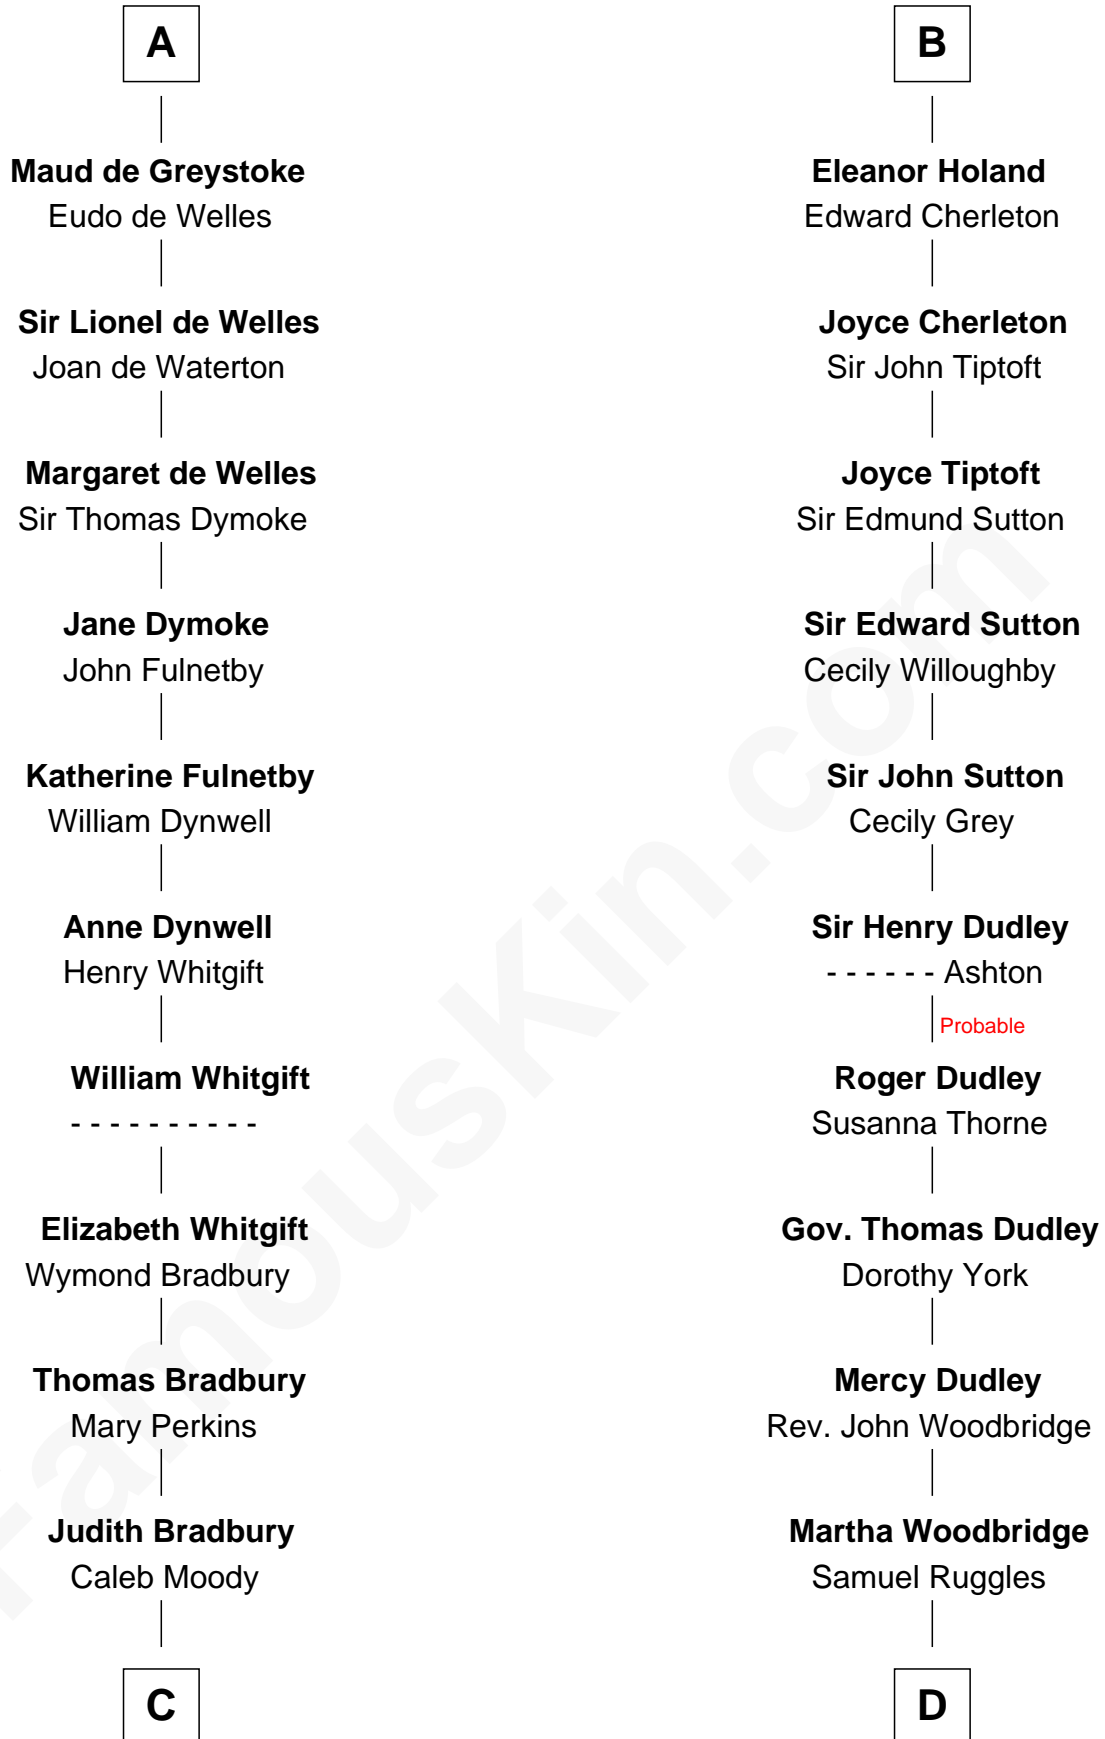 A
Maud de Greystoke
Eudo de Welles
Sir Lionel de Welles
Joan de Waterton
Margaret de Welles
Sir Thomas Dymoke
Jane Dymoke
John Fulnetby
Katherine Fulnetby
William Dynwell
Anne Dynwell
Henry Whitgift
William Whitgift
- - - - - - - - - -
Elizabeth Whitgift
Wymond Bradbury
Thomas Bradbury
Mary Perkins
Judith Bradbury
Caleb Moody
C
B
Eleanor Holand
Edward Cherleton
Joyce Cherleton
Sir John Tiptoft
Joyce Tiptoft
Sir Edmund Sutton
Sir Edward Sutton
Cecily Willoughby
Sir John Sutton
Cecily Grey
Sir Henry Dudley
- - - - - - Ashton
Probable
Roger Dudley
Susanna Thorne
Gov. Thomas Dudley
Dorothy York
Mercy Dudley
Rev. John Woodbridge
Martha Woodbridge
Samuel Ruggles
D
FamousKin.com